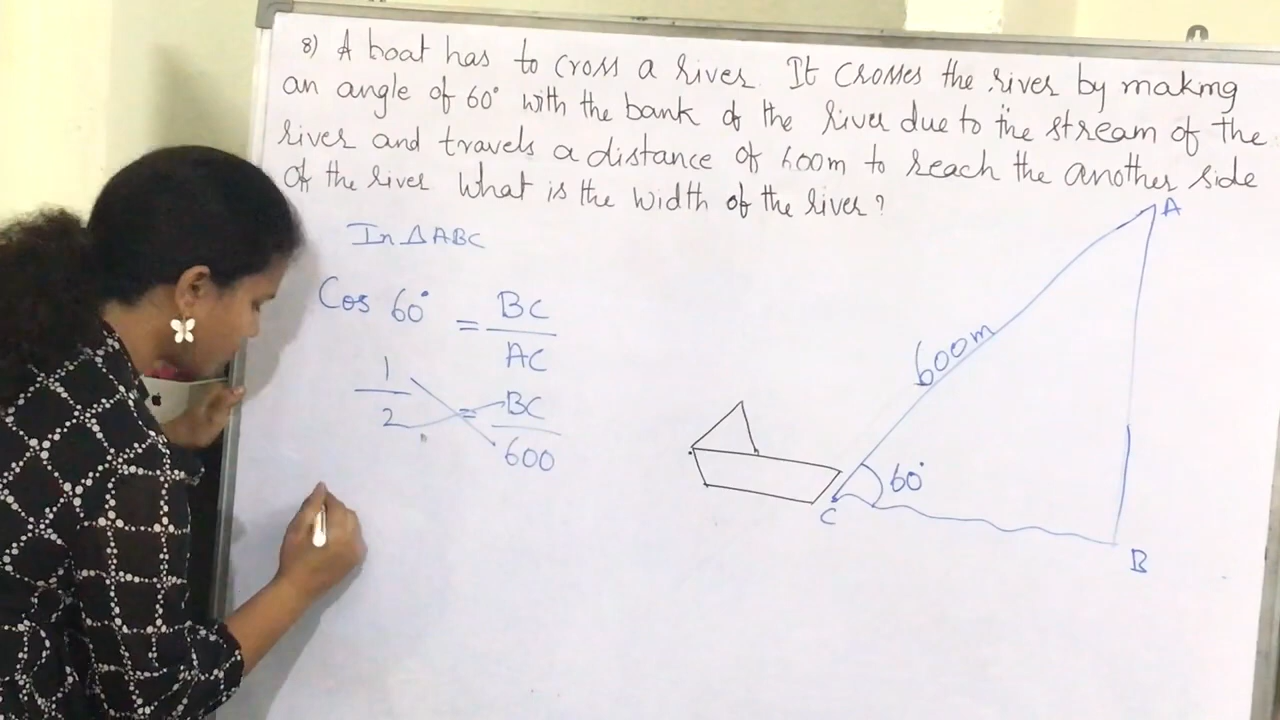 8) A boat has to cross a river. It crosses the river by making
an angle of 60° with the bank of the river due to the stream of the
river and travels a distance of 600m to reach the another side
of the river What is the width of the river?
In △ABC
Cos 60° = BC
AC
1
2
= BC
600
A
600m
60°
C
B